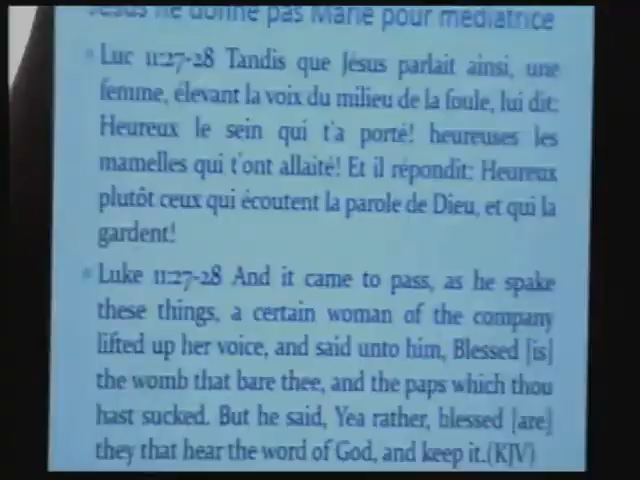 Jésus ne donne pas Marie pour médiatrice
Luc 11:27-28 Tandis que Jésus parlait ainsi, une
femme, élevant la voix du milieu de la foule, lui dit:
Heureux le sein qui t'a porté! heureuses les
mamelles qui t'ont allaité! Et il répondit: Heureux
plutôt ceux qui écoutent la parole de Dieu, et qui la
gardent!
Luke 11:27-28 And it came to pass, as he spake
these things, a certain woman of the company
lifted up her voice, and said unto him, Blessed [is]
the womb that bare thee, and the paps which thou
hast sucked. But he said, Yea rather, blessed [are]
they that hear the word of God, and keep it.(KJV)